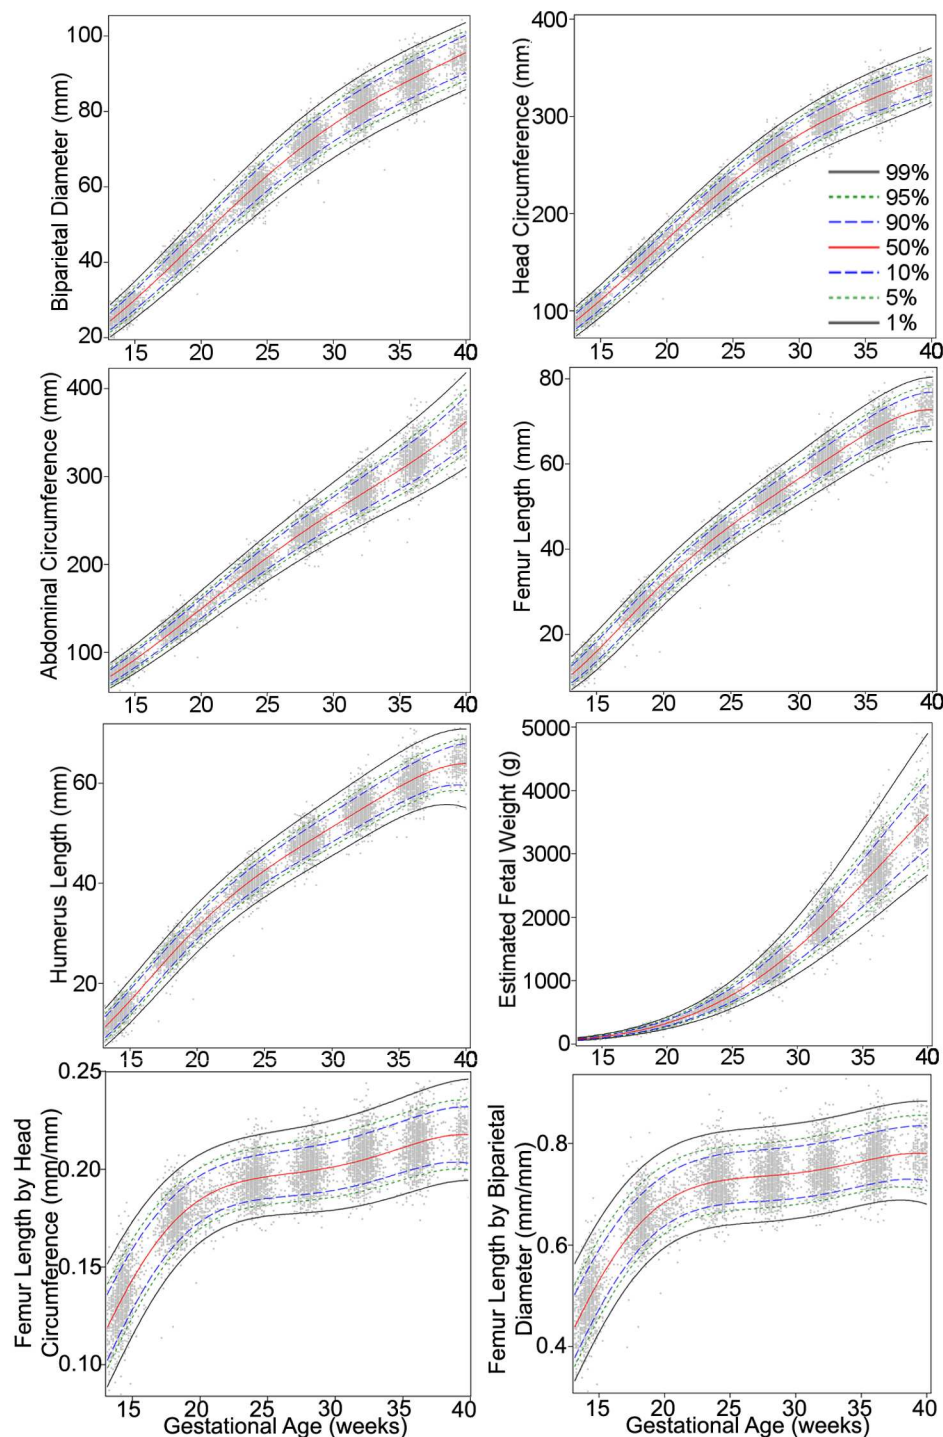 Biparietal Diameter (mm)
100
80
60
40
20
15 20 25 30 35 40
Head Circumference (mm)
400
300
200
100
99%
95%
90%
50%
10%
5%
1%
15 20 25 30 35 40
Abdominal Circumference (mm)
400
300
200
100
15 20 25 30 35 40
Femur Length (mm)
80
60
40
20
15 20 25 30 35 40
Humerus Length (mm)
60
40
20
15 20 25 30 35 40
Estimated Fetal Weight (g)
5000
4000
3000
2000
1000
0
15 20 25 30 35 40
Femur Length by Head
Circumference (mm/mm)
0.25
0.20
0.15
0.10
15 20 25 30 35 40
Gestational Age (weeks)
Femur Length by Biparietal
Diameter (mm/mm)
0.8
0.6
0.4
15 20 25 30 35 40
Gestational Age (weeks)